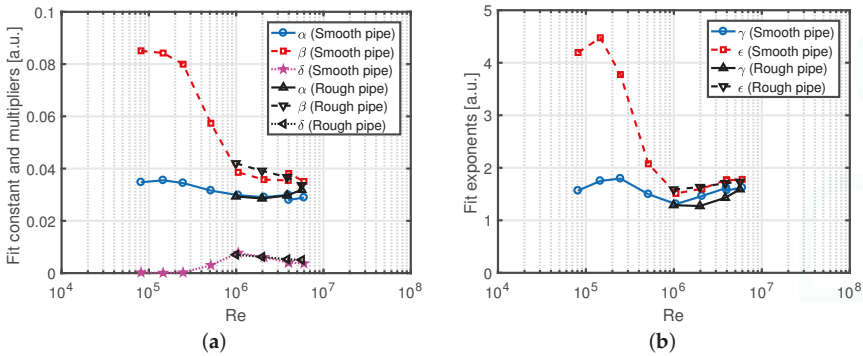 Fit constant and multipliers [a.u.]
0.1
0.08
0.06
0.04
0.02
0
α (Smooth pipe)
β (Smooth pipe)
δ (Smooth pipe)
α (Rough pipe)
β (Rough pipe)
δ (Rough pipe)
10^4
10^5
10^6
10^7
10^8
Re
(a)
Fit exponents [a.u.]
5
4
3
2
1
0
γ (Smooth pipe)
ϵ (Smooth pipe)
γ (Rough pipe)
ϵ (Rough pipe)
10^4
10^5
10^6
10^7
10^8
Re
(b)